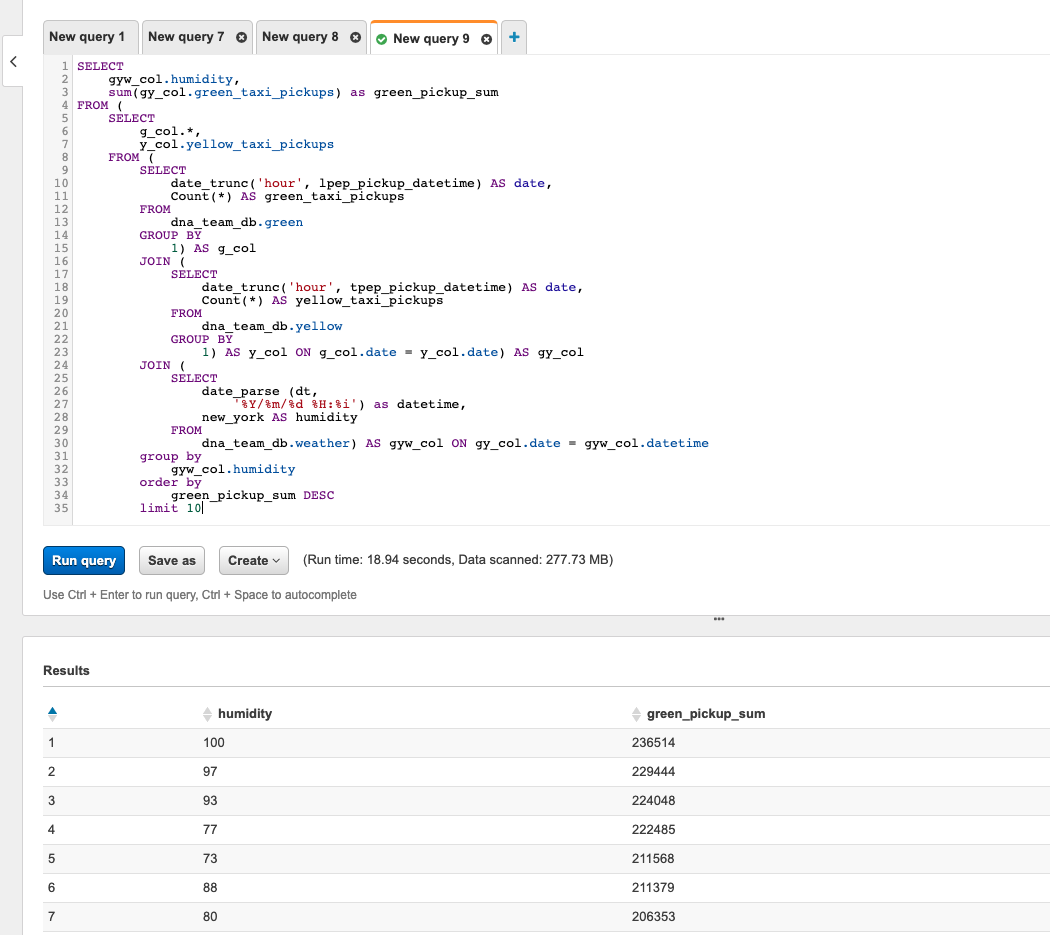 New query 1 New query 7 New query 8 New query 9 +
1 SELECT
2     gyw_col.humidity,
3     sum(gy_col.green_taxi_pickups) as green_pickup_sum
4 FROM (
5     SELECT
6         g_col.*,
7         y_col.yellow_taxi_pickups
8     FROM (
9         SELECT
10             date_trunc('hour', lpep_pickup_datetime) AS date,
11             Count(*) AS green_taxi_pickups
12         FROM
13             dna_team_db.green
14         GROUP BY
15             1) AS g_col
16         JOIN (
17             SELECT
18                 date_trunc('hour', tpep_pickup_datetime) AS date,
19                 Count(*) AS yellow_taxi_pickups
20             FROM
21                 dna_team_db.yellow
22             GROUP BY
23                 1) AS y_col ON g_col.date = y_col.date) AS gy_col
24         JOIN (
25             SELECT
26                 date_parse (dt,
27                     '%Y/%m/%d %H:%i') as datetime,
28                 new_york AS humidity
29             FROM
30                 dna_team_db.weather) AS gyw_col ON gy_col.date = gyw_col.datetime
31         group by
32             gyw_col.humidity
33         order by
34             green_pickup_sum DESC
35         limit 10
Run query Save as Create (Run time: 18.94 seconds, Data scanned: 277.73 MB)
Use Ctrl + Enter to run query, Ctrl + Space to autocomplete
Results
humidity green_pickup_sum
1 100 236514
2 97 229444
3 93 224048
4 77 222485
5 73 211568
6 88 211379
7 80 206353